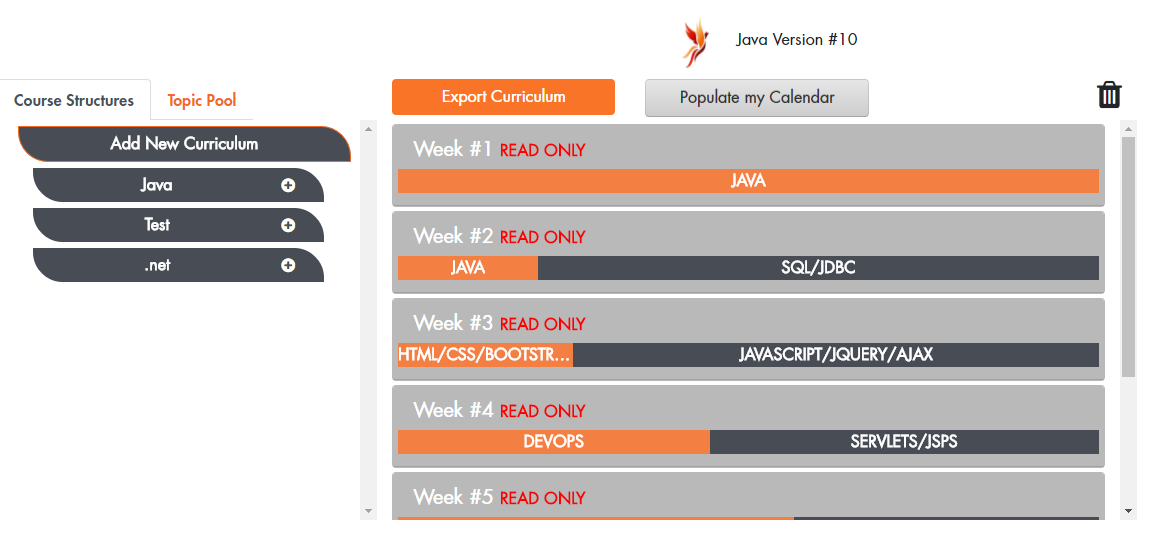 Java Version #10
Course Structures
Topic Pool
Export Curriculum
Populate my Calendar
Add New Curriculum
Java
Test
.net
Week #1 READ ONLY
JAVA
Week #2 READ ONLY
JAVA
SQL/JDBC
Week #3 READ ONLY
HTML/CSS/BOOTSTR...
JAVASCRIPT/JQUERY/AJAX
Week #4 READ ONLY
DEVOPS
SERVLETS/JSPS
Week #5 READ ONLY